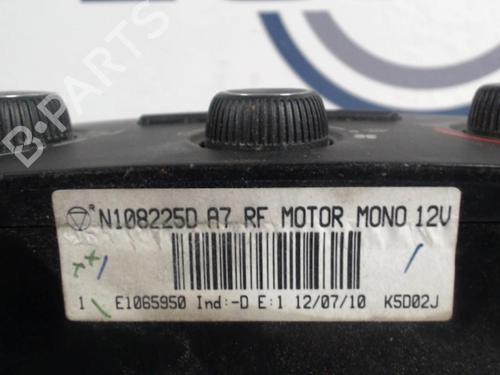 B-PARTS
R N108225D A7 RF MOTOR MONO 12V
1 E1065950 Ind:-D E:1 12/07/10 K5D02J